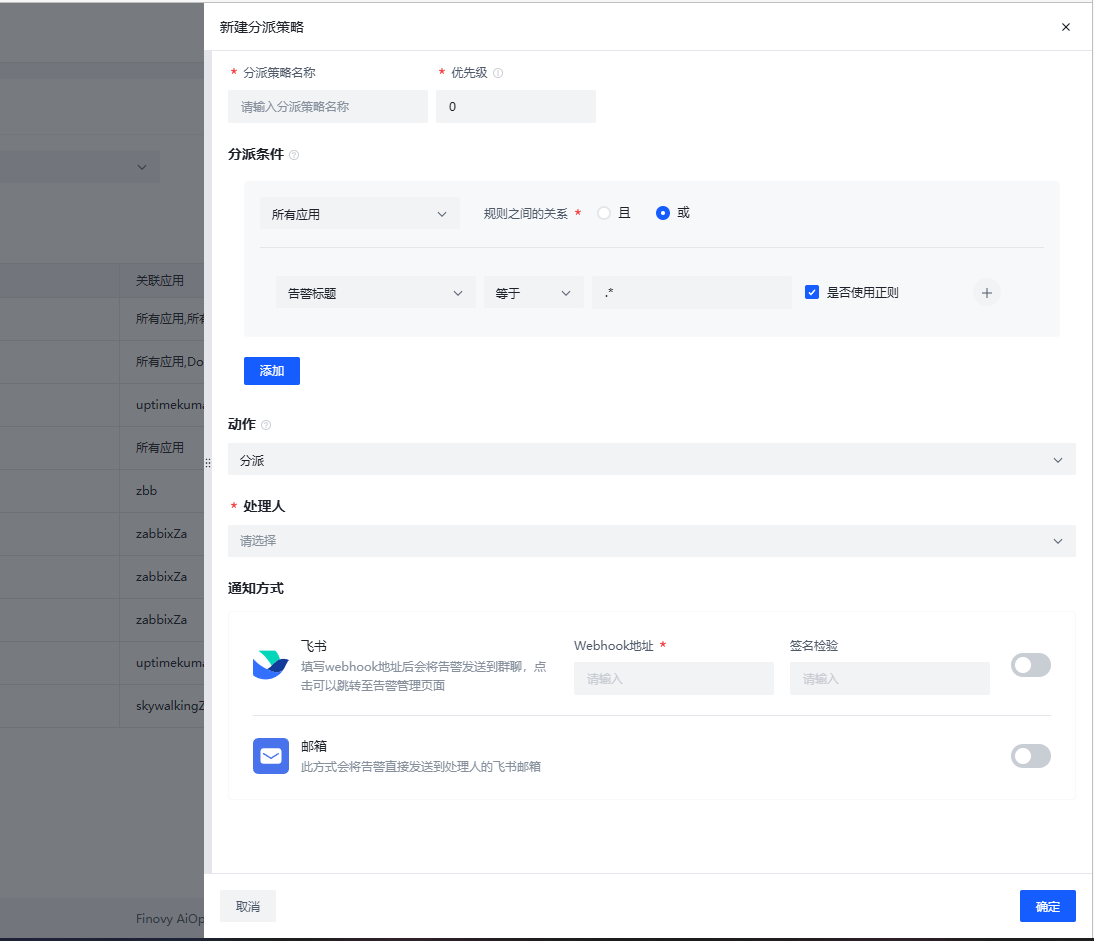 新建分派策略
* 分派策略名称
* 优先级
请输入分派策略名称
0
分派条件
所有应用
规则之间的关系 *
且
或
告警标题
等于
.*
是否使用正则
添加
动作
分派
* 处理人
请选择
通知方式
飞书
填写webhook地址后会将告警发送到群聊，点
击可以跳转至告警管理页面
Webhook地址 *
请输入
签名检验
请输入
邮箱
此方式会将告警直接发送到处理人的飞书邮箱
取消
确定
关联应用
所有应用,所有
所有应用,Do
uptimekuma
所有应用
zbb
zabbixZa
zabbixZa
zabbixZa
uptimekuma
skywalkingZ
Finovy AiOp